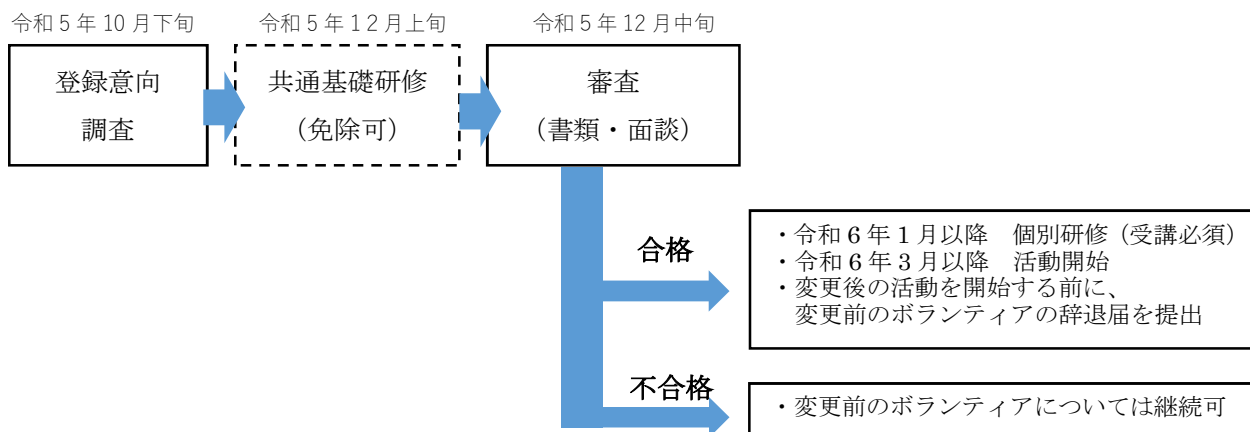 令和５年10月下旬
令和５年１２月上旬
令和５年12月中旬
登録意向
調査
共通基礎研修
（免除可）
審査
（書類・面談）
合格
・令和６年１月以降　個別研修（受講必須）
・令和６年３月以降　活動開始
・変更後の活動を開始する前に、
変更前のボランティアの辞退届を提出
不合格
・変更前のボランティアについては継続可